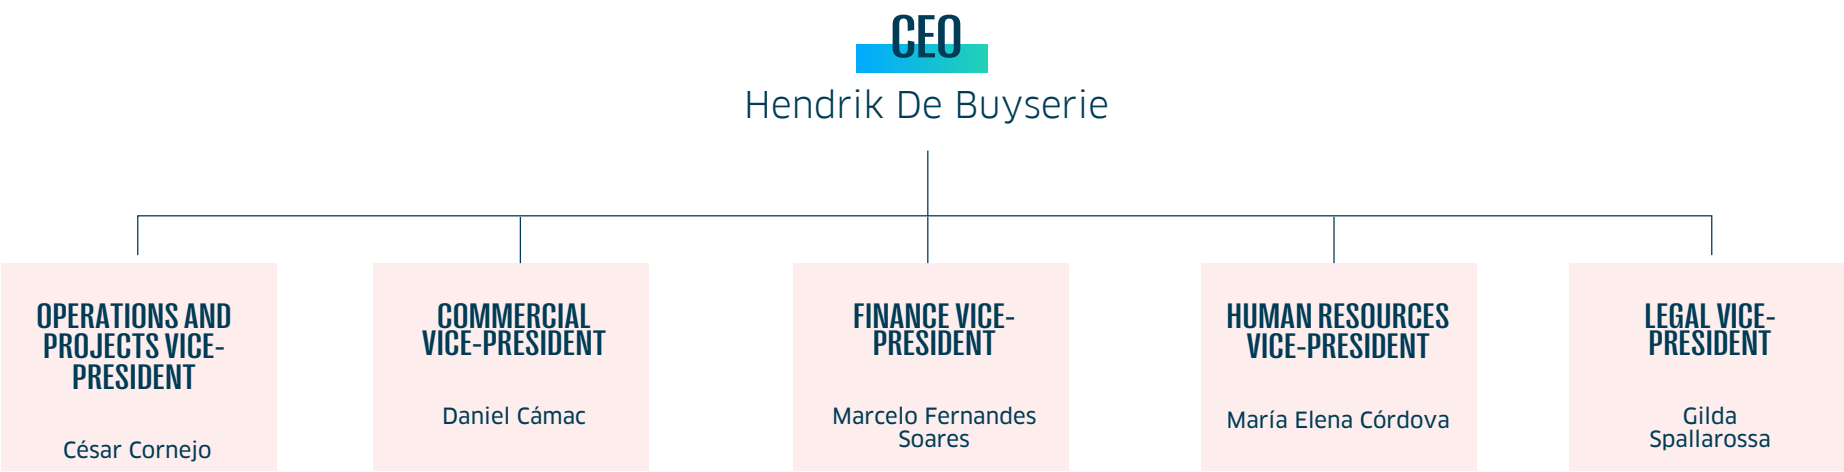 CEO
Hendrik De Buyserie
OPERATIONS AND
PROJECTS VICE-
PRESIDENT
César Cornejo
COMMERCIAL
VICE-PRESIDENT
Daniel Cámac
FINANCE VICE-
PRESIDENT
Marcelo Fernandes
Soares
HUMAN RESOURCES
VICE-PRESIDENT
María Elena Córdova
LEGAL VICE-
PRESIDENT
Gilda
Spallarossa